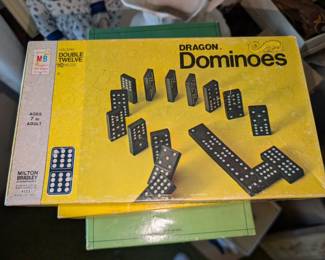 MB
DOUBLE
TWELVE
DRAGON.
Dominoes
AGES
7 to
ADULT
MILTON
BRADLEY